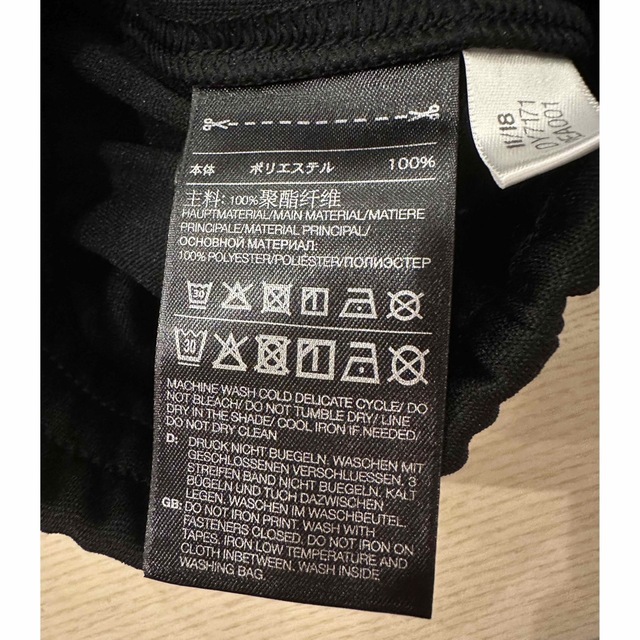 本体 ポリエステル 100%
主料: 100%聚酯纤维
HAUPTMATERIAL/MAIN MATERIAL/MATIERE
PRINCIPALE/MATERIAL PRINCIPAL/
ОСНОВНОЙ МАТЕРИАЛ:
100% POLYESTER/POLIÉSTER/ПОЛИЭСТЕР
30
30
MACHINE WASH COLD DELICATE CYCLE/ DO
NOT BLEACH/ DO NOT TUMBLE DRY/ LINE
DRY IN THE SHADE/ COOL IRON IF NEEDED/
DO NOT DRY CLEAN
D: DRUCK NICHT BUEGELN. WASCHEN MIT
GESCHLOSSENEN VERSCHLUESSEN. 3
STREIFEN BAND NICHT BUEGELN. KALT
BÜGELN UND TUCH DAZWISCHEN
LEGEN. WASCHEN IM WASCHBEUTEL.
GB: DO NOT IRON PRINT. WASH WITH
FASTENERS CLOSED. DO NOT IRON ON
TAPES. IRON LOW TEMPERATURE AND
CLOTH INBETWEEN. WASH INSIDE
WASHING BAG.
11/18
DY7171
EA001